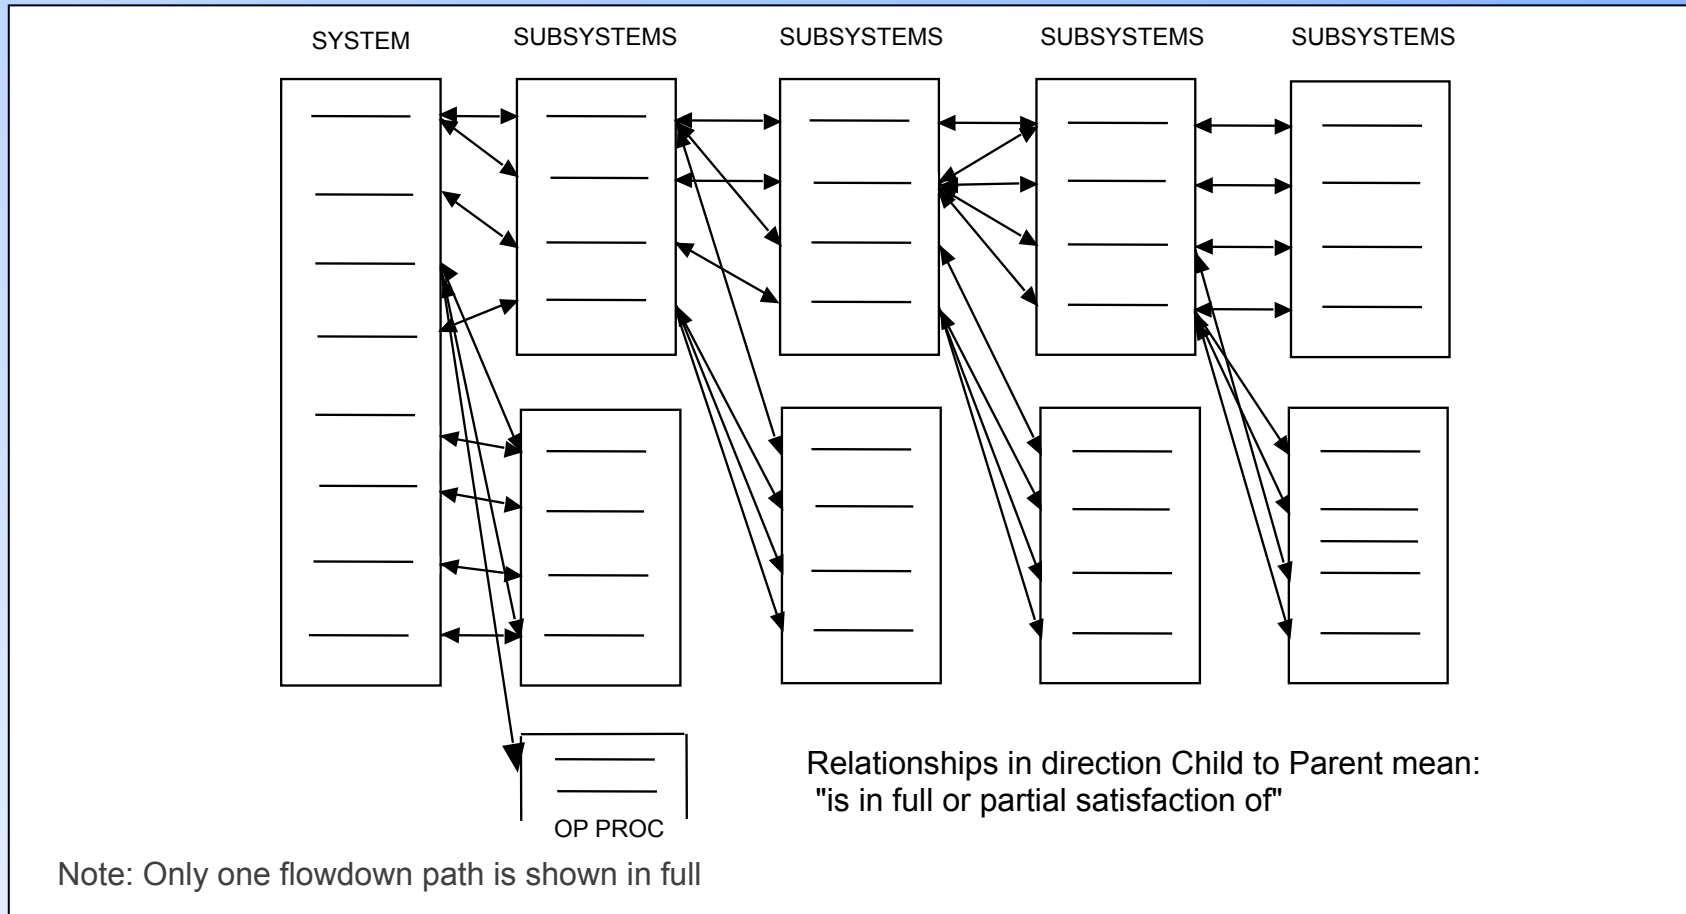 SYSTEM
SUBSYSTEMS
SUBSYSTEMS
SUBSYSTEMS
SUBSYSTEMS
Relationships in direction Child to Parent mean:
"is in full or partial satisfaction of"
OP PROC
Note: Only one flowdown path is shown in full